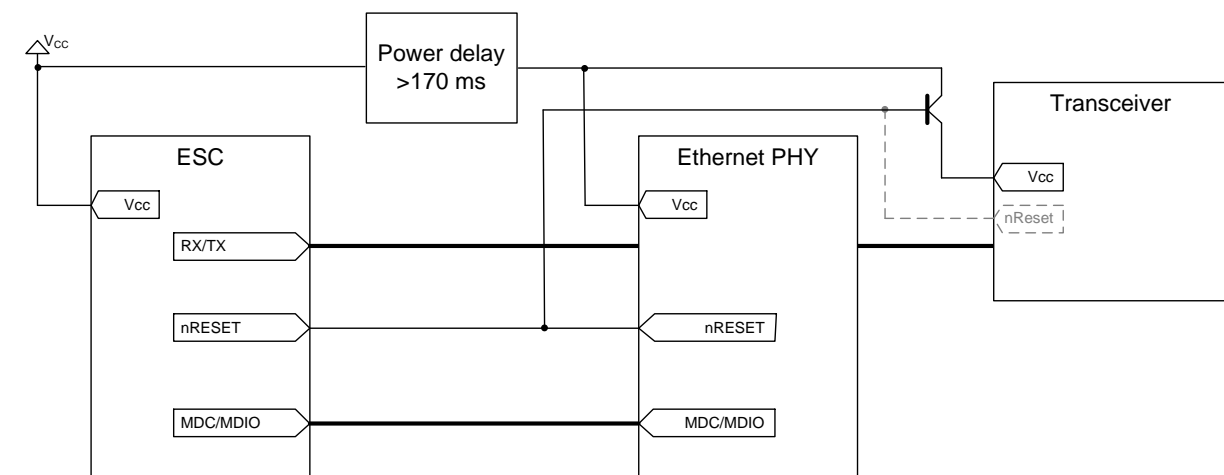 VCC
Power delay
>170 ms
Transceiver
ESC
Ethernet PHY
Vcc
Vcc
Vcc
nReset
RX/TX
nRESET
nRESET
MDC/MDIO
MDC/MDIO